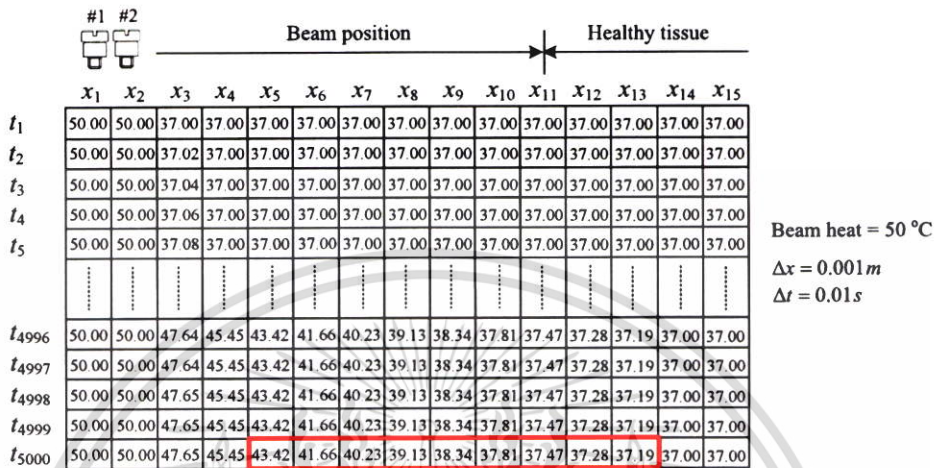 #1 #2
Beam position Healthy tissue
x1 x2 x3 x4 x5 x6 x7 x8 x9 x10 x11 x12 x13 x14 x15
t1 50.00 50.00 37.00 37.00 37.00 37.00 37.00 37.00 37.00 37.00 37.00 37.00 37.00 37.00 37.00
t2 50.00 50.00 37.02 37.00 37.00 37.00 37.00 37.00 37.00 37.00 37.00 37.00 37.00 37.00 37.00
t3 50.00 50.00 37.04 37.00 37.00 37.00 37.00 37.00 37.00 37.00 37.00 37.00 37.00 37.00 37.00
t4 50.00 50.00 37.06 37.00 37.00 37.00 37.00 37.00 37.00 37.00 37.00 37.00 37.00 37.00 37.00
t5 50.00 50.00 37.08 37.00 37.00 37.00 37.00 37.00 37.00 37.00 37.00 37.00 37.00 37.00 37.00
Beam heat = 50 °C
Δx = 0.001m
Δt = 0.01s
t4996 50.00 50.00 47.64 45.45 43.42 41.66 40.23 39.13 38.34 37.81 37.47 37.28 37.19 37.00 37.00
t4997 50.00 50.00 47.64 45.45 43.42 41.66 40.23 39.13 38.34 37.81 37.47 37.28 37.19 37.00 37.00
t4998 50.00 50.00 47.65 45.45 43.42 41.66 40.23 39.13 38.34 37.81 37.47 37.28 37.19 37.00 37.00
t4999 50.00 50.00 47.65 45.45 43.42 41.66 40.23 39.13 38.34 37.81 37.47 37.28 37.19 37.00 37.00
t5000 50.00 50.00 47.65 45.45 43.42 41.66 40.23 39.13 38.34 37.81 37.47 37.28 37.19 37.00 37.00